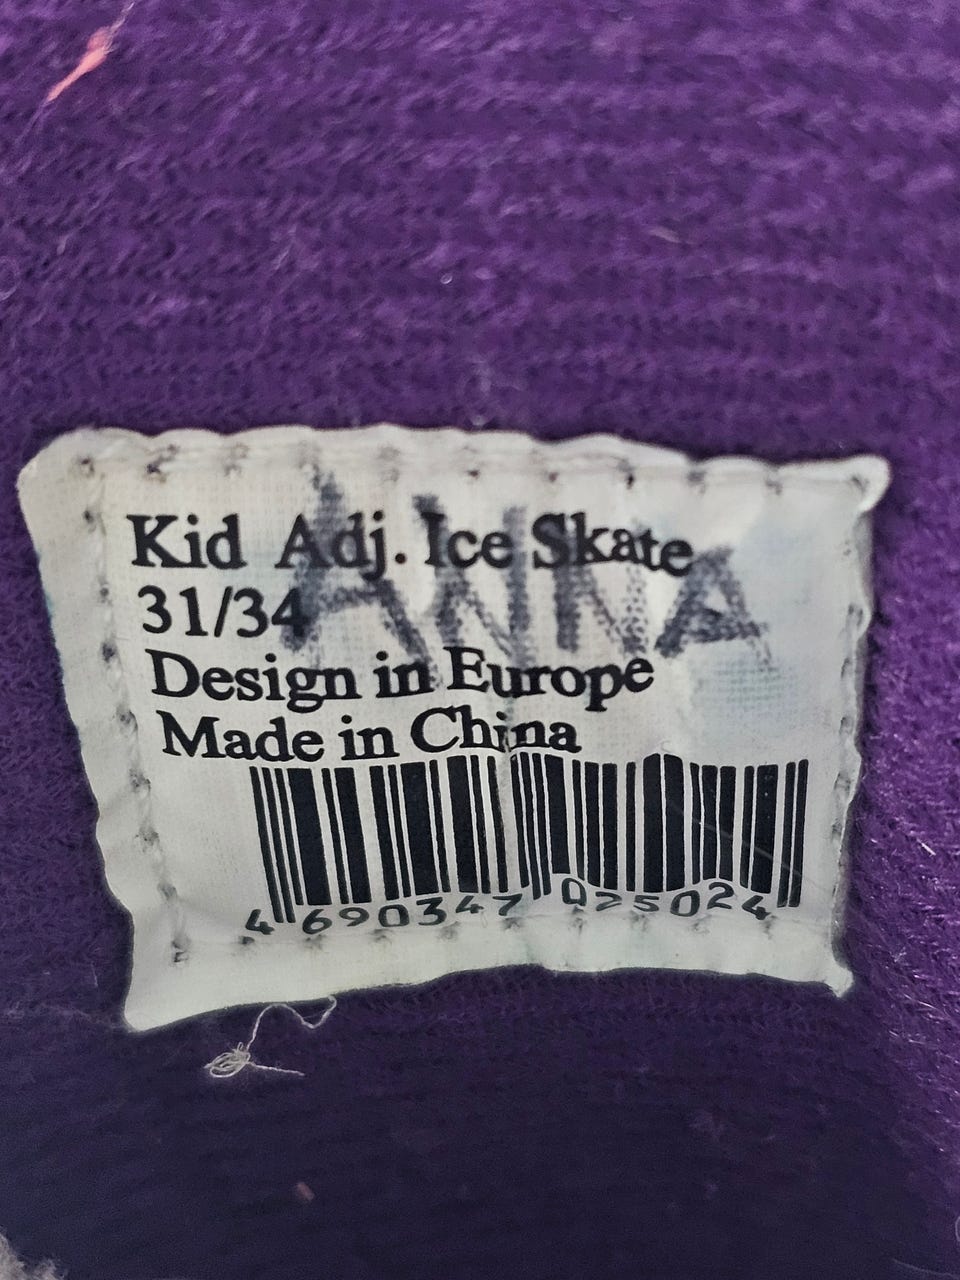 Kid Adj. Ice Skate
ANNA
31/34
Design in Europe
Made in China
4 690347 025024